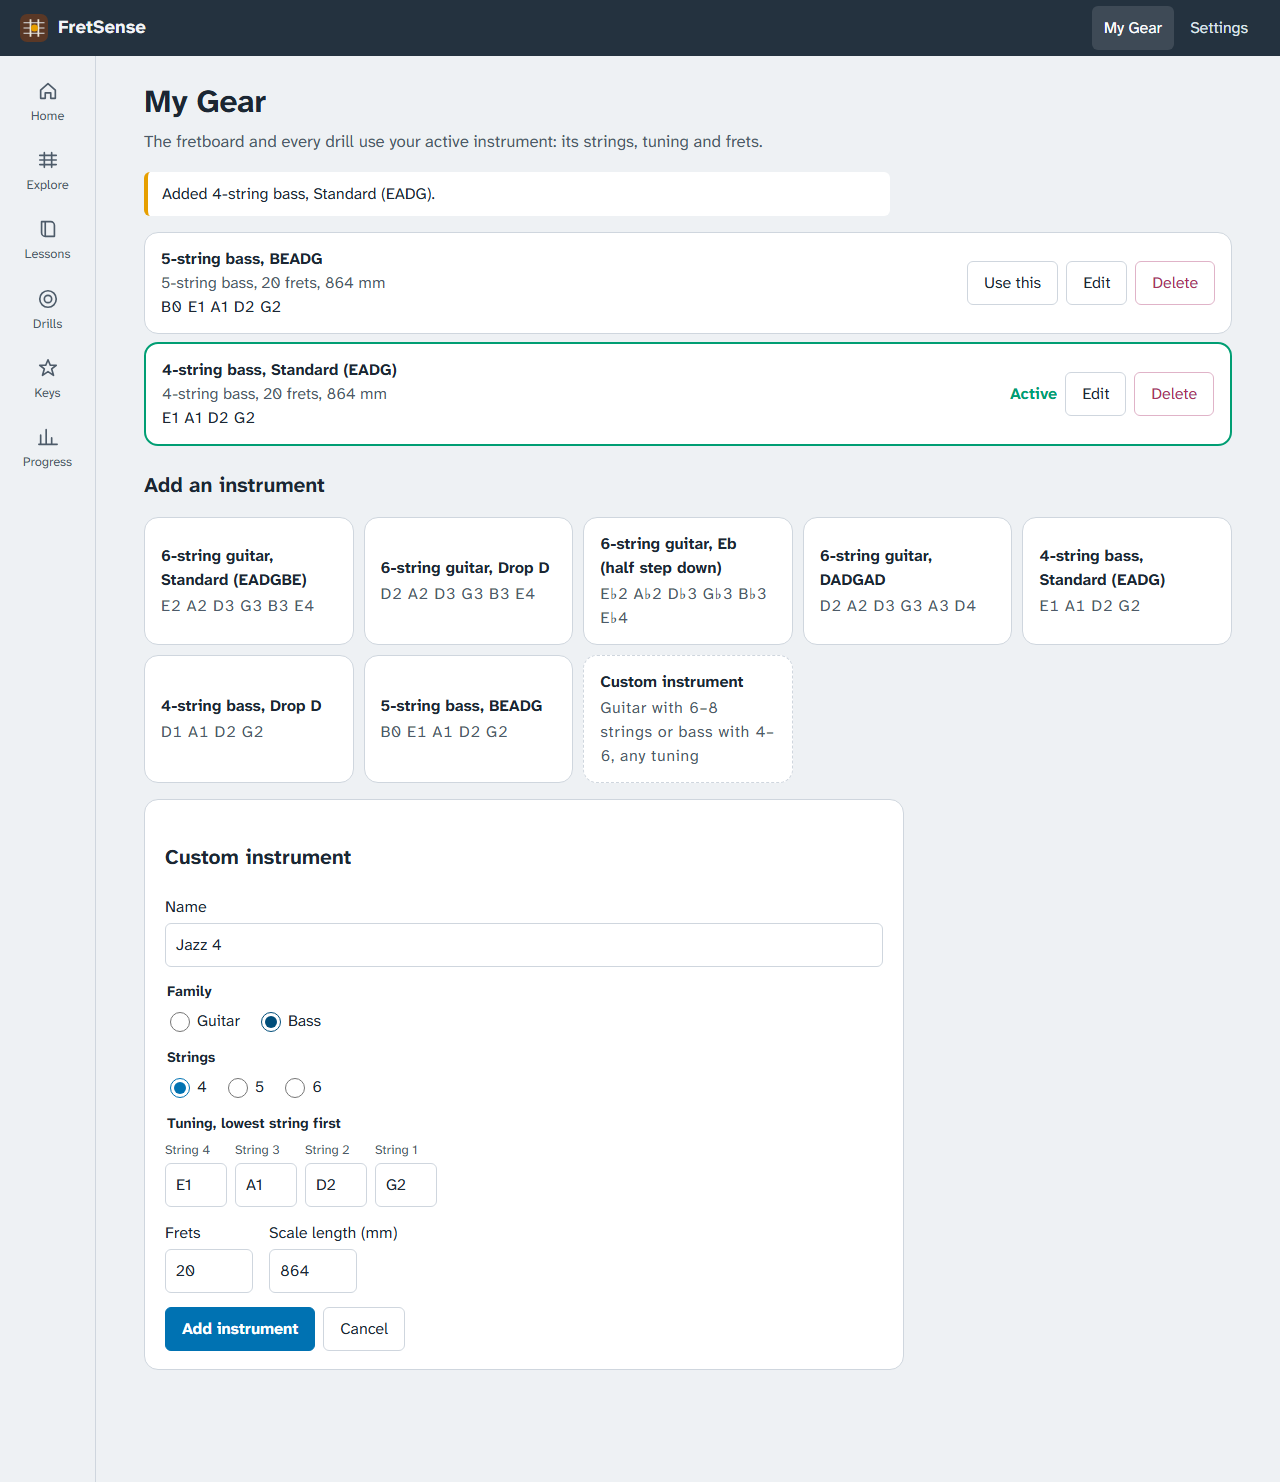 FretSense
My Gear
Settings
Home
Explore
Lessons
Drills
Keys
Progress
My Gear
The fretboard and every drill use your active instrument: its strings, tuning and frets.
Added 4-string bass, Standard (EADG).
5-string bass, BEADG
5-string bass, 20 frets, 864 mm
B0 E1 A1 D2 G2
Use this
Edit
Delete
4-string bass, Standard (EADG)
4-string bass, 20 frets, 864 mm
E1 A1 D2 G2
Active
Edit
Delete
Add an instrument
6-string guitar,
Standard (EADGBE)
E2 A2 D3 G3 B3 E4
6-string guitar, Drop D
D2 A2 D3 G3 B3 E4
6-string guitar, Eb
(half step down)
E♭2 A♭2 D♭3 G♭3 B♭3
E♭4
6-string guitar,
DADGAD
D2 A2 D3 G3 A3 D4
4-string bass,
Standard (EADG)
E1 A1 D2 G2
4-string bass, Drop D
D1 A1 D2 G2
5-string bass, BEADG
B0 E1 A1 D2 G2
Custom instrument
Guitar with 6–8
strings or bass with 4–
6, any tuning
Custom instrument
Name
Jazz 4
Family
Guitar
Bass
Strings
4
5
6
Tuning, lowest string first
String 4
String 3
String 2
String 1
E1
A1
D2
G2
Frets
Scale length (mm)
20
864
Add instrument
Cancel